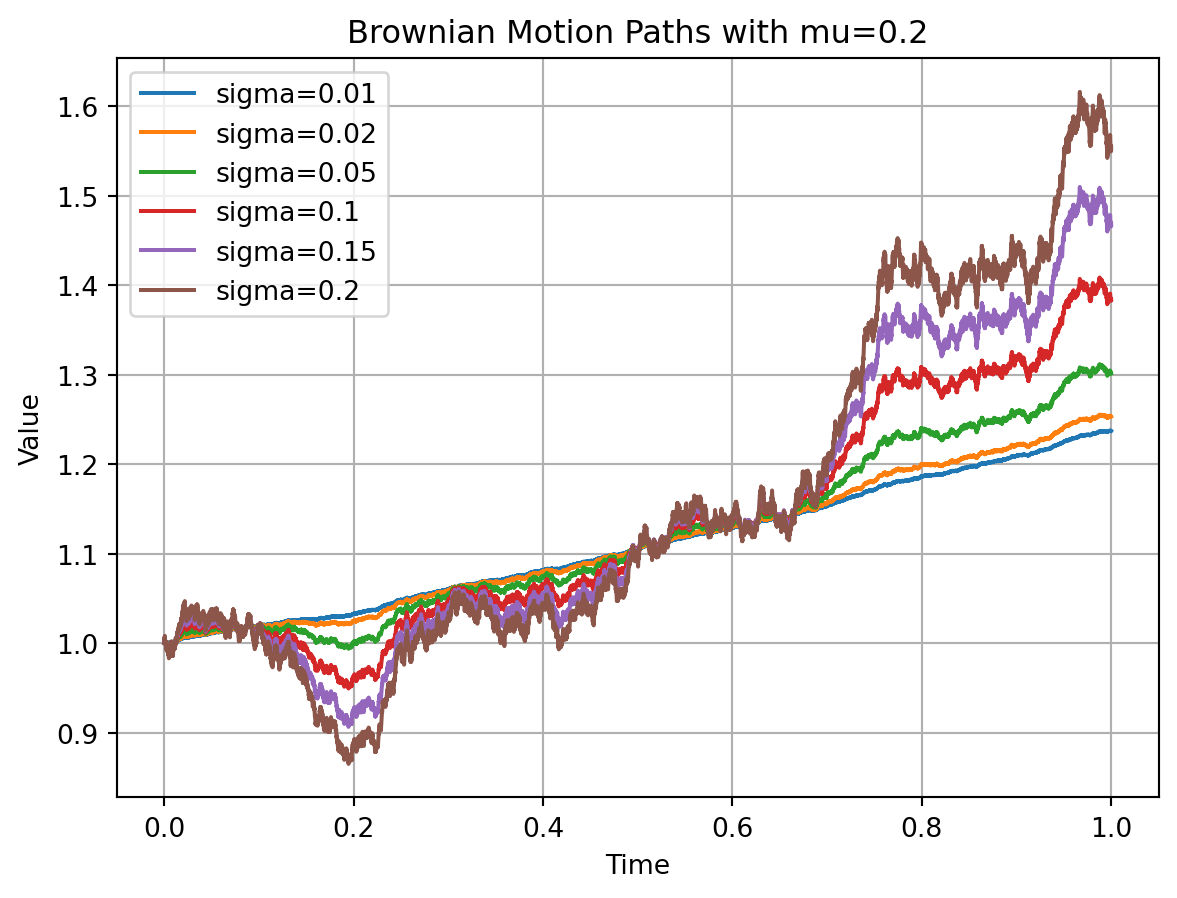 Brownian Motion Paths with mu=0.2
sigma=0.01
sigma=0.02
sigma=0.05
sigma=0.1
sigma=0.15
sigma=0.2
Value
1.6
1.5
1.4
1.3
1.2
1.1
1.0
0.9
0.0 0.2 0.4 0.6 0.8 1.0
Time